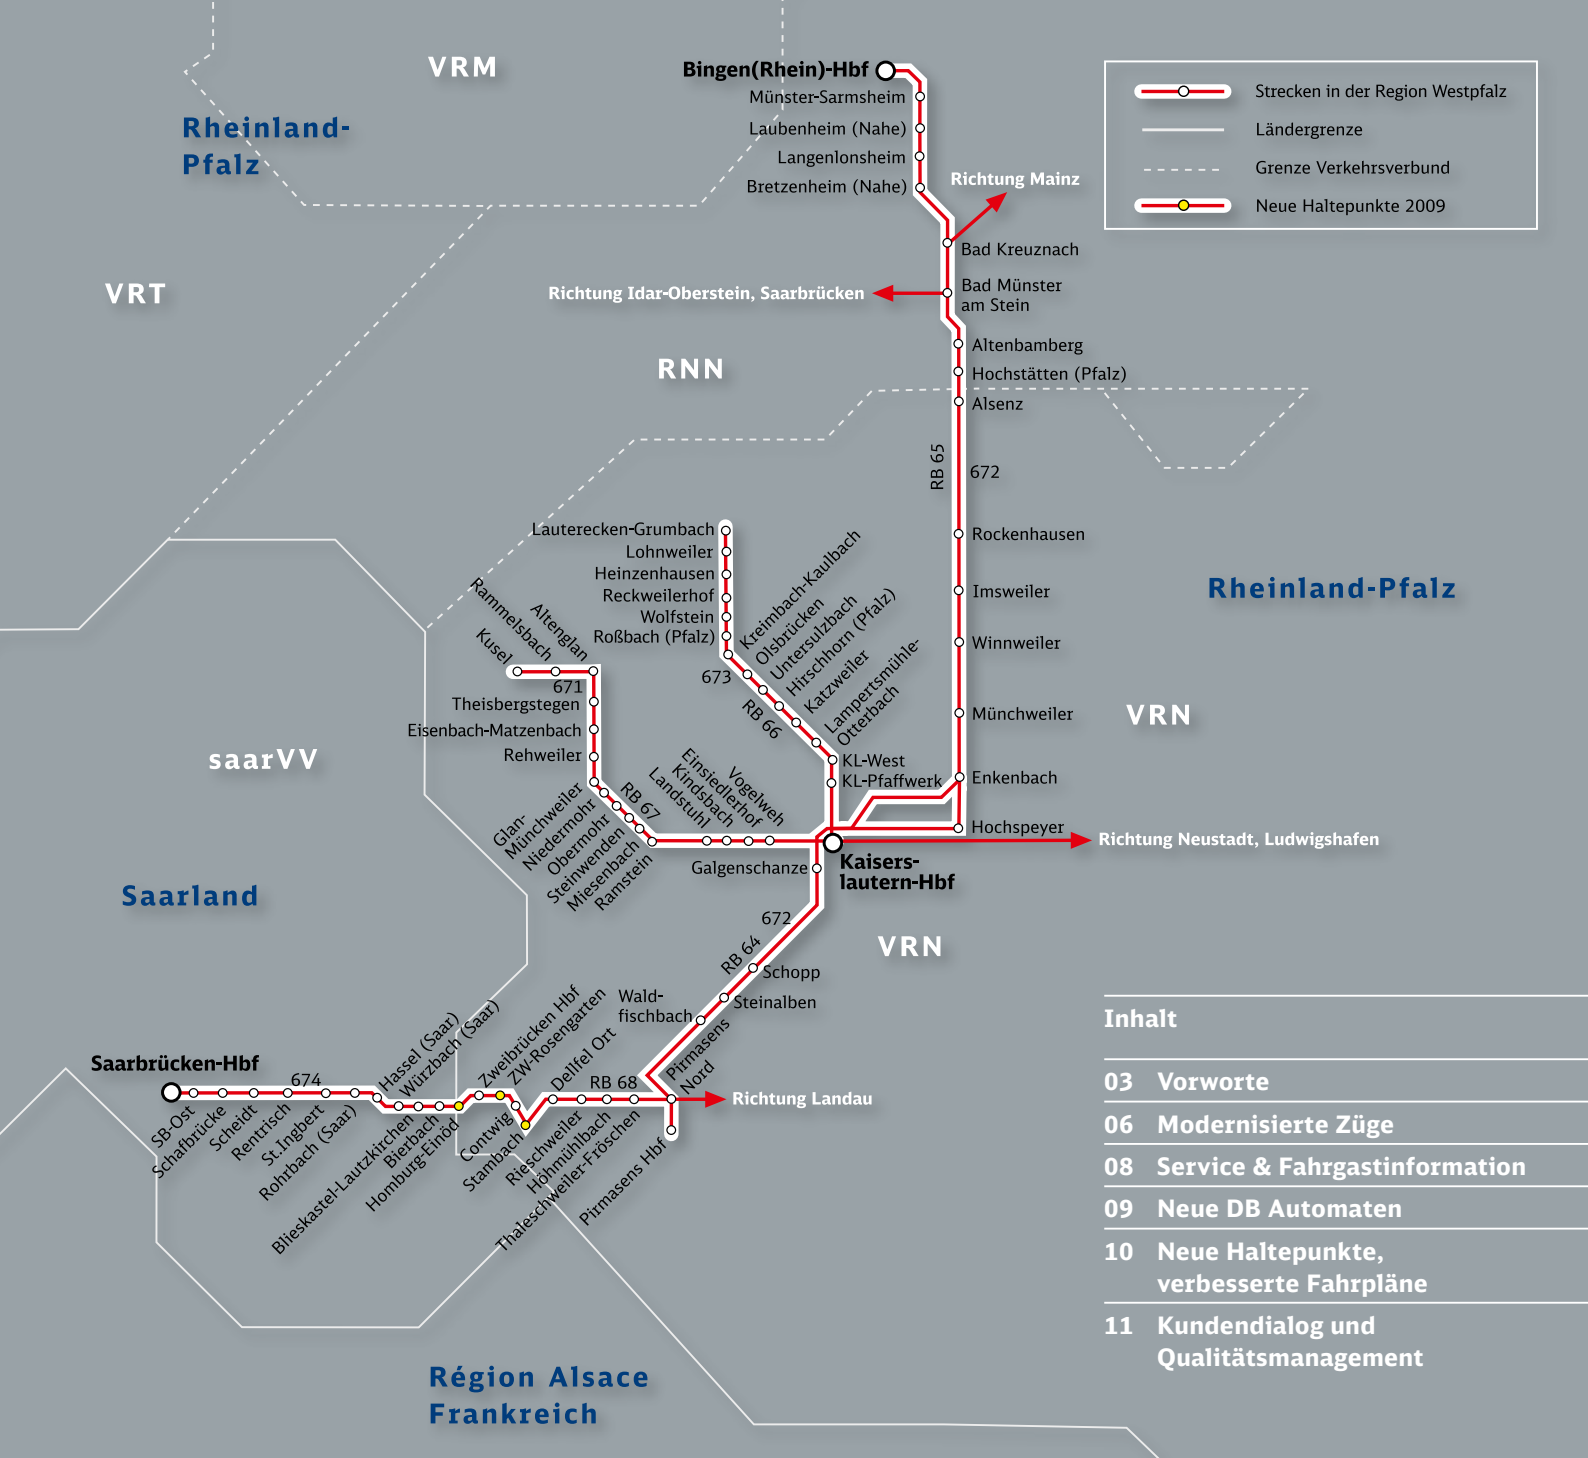 VRM
Rheinland-
Pfalz
VRT
RNN
saarVV
Saarland
Rheinland-Pfalz
VRN
VRN
Région Alsace
Frankreich
Strecken in der Region Westpfalz
Ländergrenze
Grenze Verkehrsverbund
Neue Haltepunkte 2009
Bingen(Rhein)-Hbf
Münster-Sarmsheim
Laubenheim (Nahe)
Langenlonsheim
Bretzenheim (Nahe)
Richtung Mainz
Bad Kreuznach
Richtung Idar-Oberstein, Saarbrücken
Bad Münster
am Stein
Altenbamberg
Hochstätten (Pfalz)
Alsenz
RB 65
672
Rockenhausen
Imsweiler
Winnweiler
Münchweiler
Enkenbach
Hochspeyer
Richtung Neustadt, Ludwigshafen
Lauterecken-Grumbach
Lohnweiler
Heinzenhausen
Reckweilerhof
Wolfstein
Roßbach (Pfalz)
Kreimbach-Kaulbach
Olsbrücken
Untersulzbach
Hirschhorn (Pfalz)
Katzweiler
Lampertsmühle-
Otterbach
673
RB 66
KL-West
KL-Pfaffwerk
Kaisers-
lautern-Hbf
Kusel
Rammelsbach
Altenglan
671
Theisbergstegen
Eisenbach-Matzenbach
Rehweiler
Glan-
Münchweiler
Niedermohr
Obermohr
Steinwenden
Miesenbach
Ramstein
RB 67
Landstuhl
Kindsbach
Einsiedlerhof
Vogelweh
Galgenschanze
672
RB 64
Schopp
Steinalben
Wald-
fischbach
Pirmasens
Nord
Richtung Landau
Pirmasens Hbf
Saarbrücken-Hbf
674
SB-Ost
Schafbrücke
Scheidt
Rentrisch
St.Ingbert
Rohrbach (Saar)
Hassel (Saar)
Würzbach (Saar)
Blieskastel-Lautzkirchen
Bierbach
Homburg-Einöd
Zweibrücken Hbf
ZW-Rosengarten
Contwig
Stambach
Dellfel Ort
RB 68
Rieschweiler
Höhmühlbach
Thaleschweiler-Fröschen
Inhalt
03 Vorworte
06 Modernisierte Züge
08 Service & Fahrgastinformation
09 Neue DB Automaten
10 Neue Haltepunkte,
verbesserte Fahrpläne
11 Kundendialog und
Qualitätsmanagement